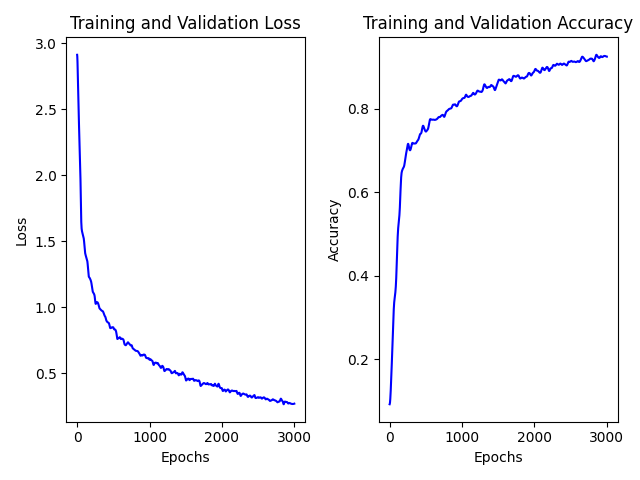 Training and Validation Loss
3.0
2.5
2.0
1.5
1.0
0.5
Loss
0 1000 2000 3000
Epochs
Training and Validation Accuracy
0.8
0.6
0.4
0.2
Accuracy
0 1000 2000 3000
Epochs